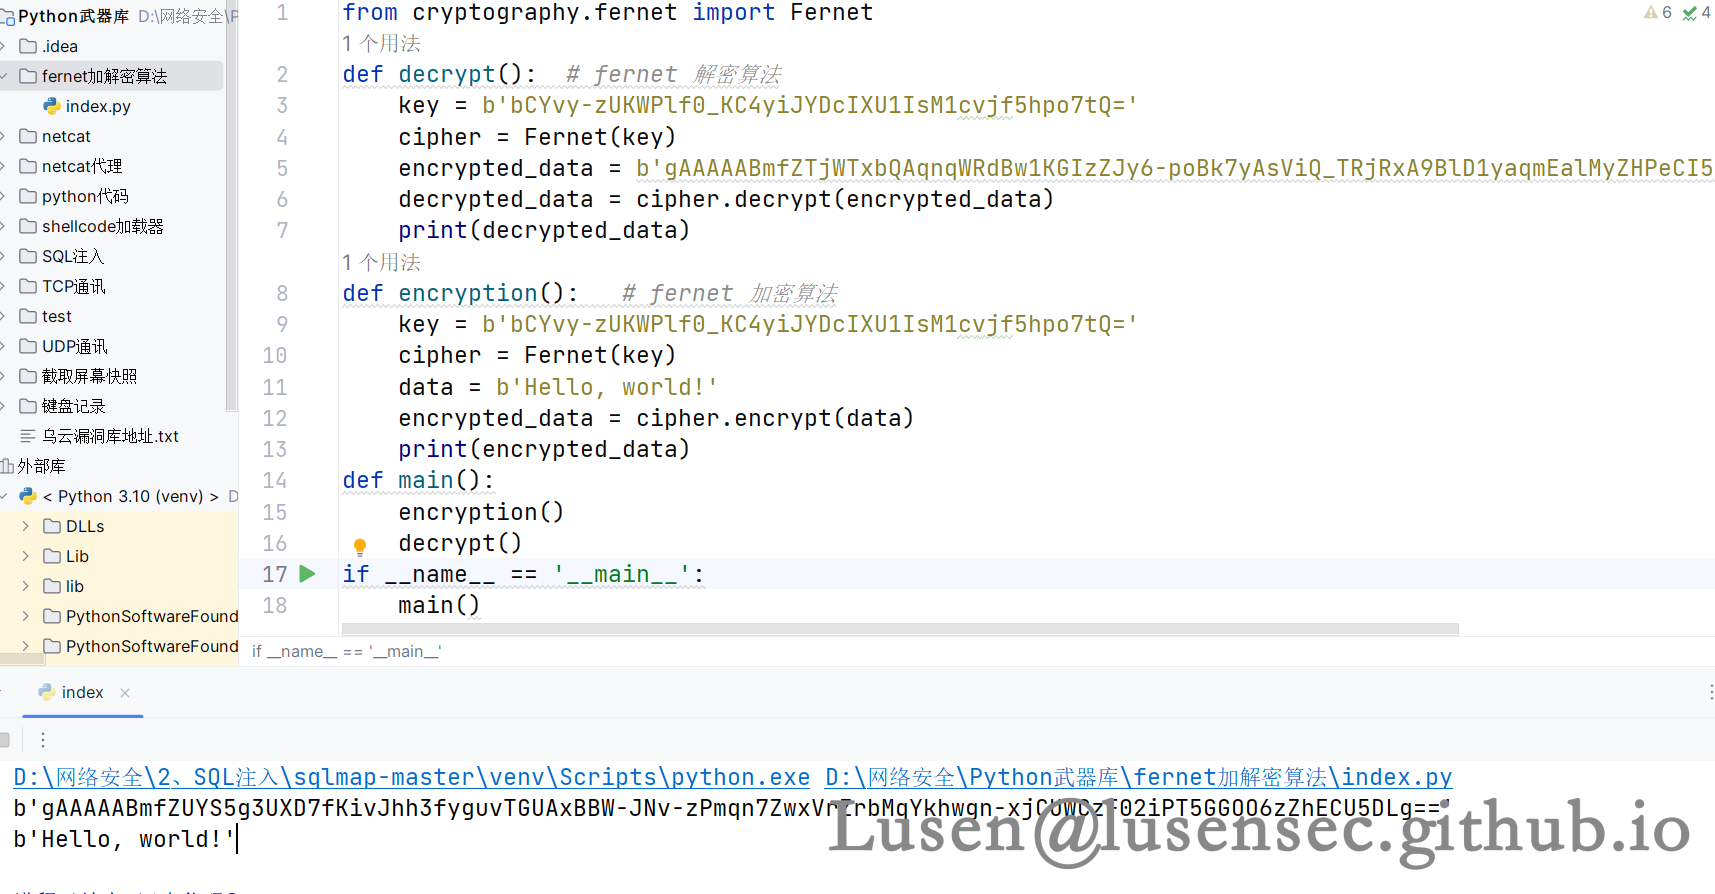 Python武器库 D:\网络安全\P
.idea
fernet加解密算法
index.py
netcat
netcat代理
python代码
shellcode加载器
SQL注入
TCP通讯
test
UDP通讯
截取屏幕快照
键盘记录
乌云漏洞库地址.txt
外部库
< Python 3.10 (venv) > D
DLLs
Lib
lib
PythonSoftwareFound
PythonSoftwareFound
6 4
1 from cryptography.fernet import Fernet
1 个用法
2 def decrypt(): # fernet 解密算法
3 key = b'bCYvy-zUKWPlf0_KC4yiJYDcIXU1IsM1cvjf5hpo7tQ='
4 cipher = Fernet(key)
5 encrypted_data = b'gAAAAABmfZTjWTxbQAqnqWRdBw1KGIzZJy6-poBk7yAsViQ_TRjRxA9BlD1yaqmEalMyZHPeCI5
6 decrypted_data = cipher.decrypt(encrypted_data)
7 print(decrypted_data)
1 个用法
8 def encryption(): # fernet 加密算法
9 key = b'bCYvy-zUKWPlf0_KC4yiJYDcIXU1IsM1cvjf5hpo7tQ='
10 cipher = Fernet(key)
11 data = b'Hello, world!'
12 encrypted_data = cipher.encrypt(data)
13 print(encrypted_data)
14 def main():
15 encryption()
16 decrypt()
17 if __name__ == '__main__':
18 main()
if __name__ == '__main__'
index
D:\网络安全\2、SQL注入\sqlmap-master\venv\Scripts\python.exe D:\网络安全\Python武器库\fernet加解密算法\index.py
b'Hello, world!'
Lusen@lusensec.github.io